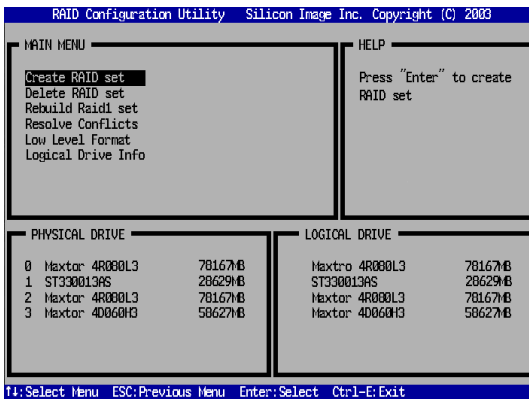 RAID Configuration Utility Silicon Image Inc. Copyright (C) 2003
MAIN MENU
Create RAID set
Delete RAID set
Rebuild Raid1 set
Resolve Conflicts
Low Level Format
Logical Drive Info
HELP
Press "Enter" to create
RAID set
PHYSICAL DRIVE
0 Maxtor 4R080L3 78167MB
1 ST330013AS 28629MB
2 Maxtor 4R080L3 78167MB
3 Maxtor 4D060H3 58627MB
LOGICAL DRIVE
Maxtro 4R080L3 78167MB
ST330013AS 28629MB
Maxtor 4R080L3 78167MB
Maxtor 4D060H3 58627MB
↑↓:Select Menu ESC:Previous Menu Enter:Select Ctrl-E:Exit